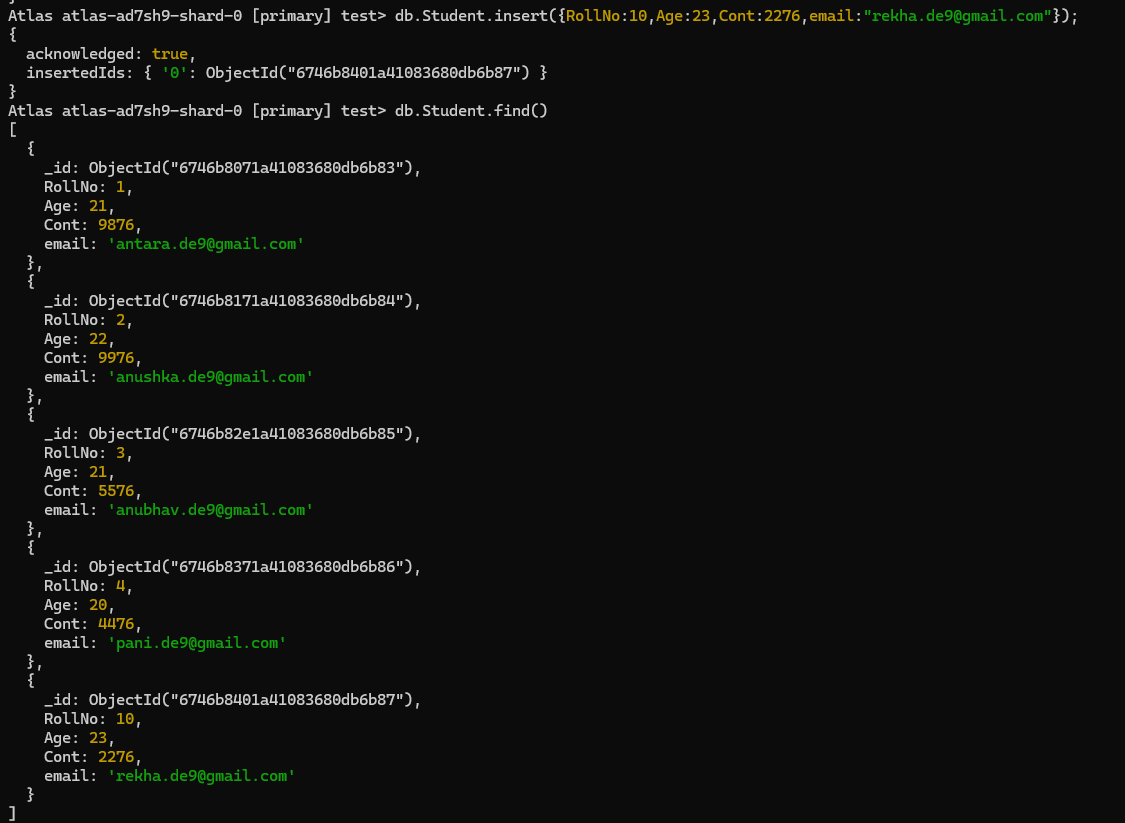 }
Atlas atlas-ad7sh9-shard-0 [primary] test> db.Student.insert({RollNo:10,Age:23,Cont:2276,email:"rekha.de9@gmail.com"});
{
  acknowledged: true,
  insertedIds: { '0': ObjectId("6746b8401a41083680db6b87") }
}
Atlas atlas-ad7sh9-shard-0 [primary] test> db.Student.find()
[
  {
    _id: ObjectId("6746b8071a41083680db6b83"),
    RollNo: 1,
    Age: 21,
    Cont: 9876,
    email: 'antara.de9@gmail.com'
  },
  {
    _id: ObjectId("6746b8171a41083680db6b84"),
    RollNo: 2,
    Age: 22,
    Cont: 9976,
    email: 'anushka.de9@gmail.com'
  },
  {
    _id: ObjectId("6746b82e1a41083680db6b85"),
    RollNo: 3,
    Age: 21,
    Cont: 5576,
    email: 'anubhav.de9@gmail.com'
  },
  {
    _id: ObjectId("6746b8371a41083680db6b86"),
    RollNo: 4,
    Age: 20,
    Cont: 4476,
    email: 'pani.de9@gmail.com'
  },
  {
    _id: ObjectId("6746b8401a41083680db6b87"),
    RollNo: 10,
    Age: 23,
    Cont: 2276,
    email: 'rekha.de9@gmail.com'
  }
]